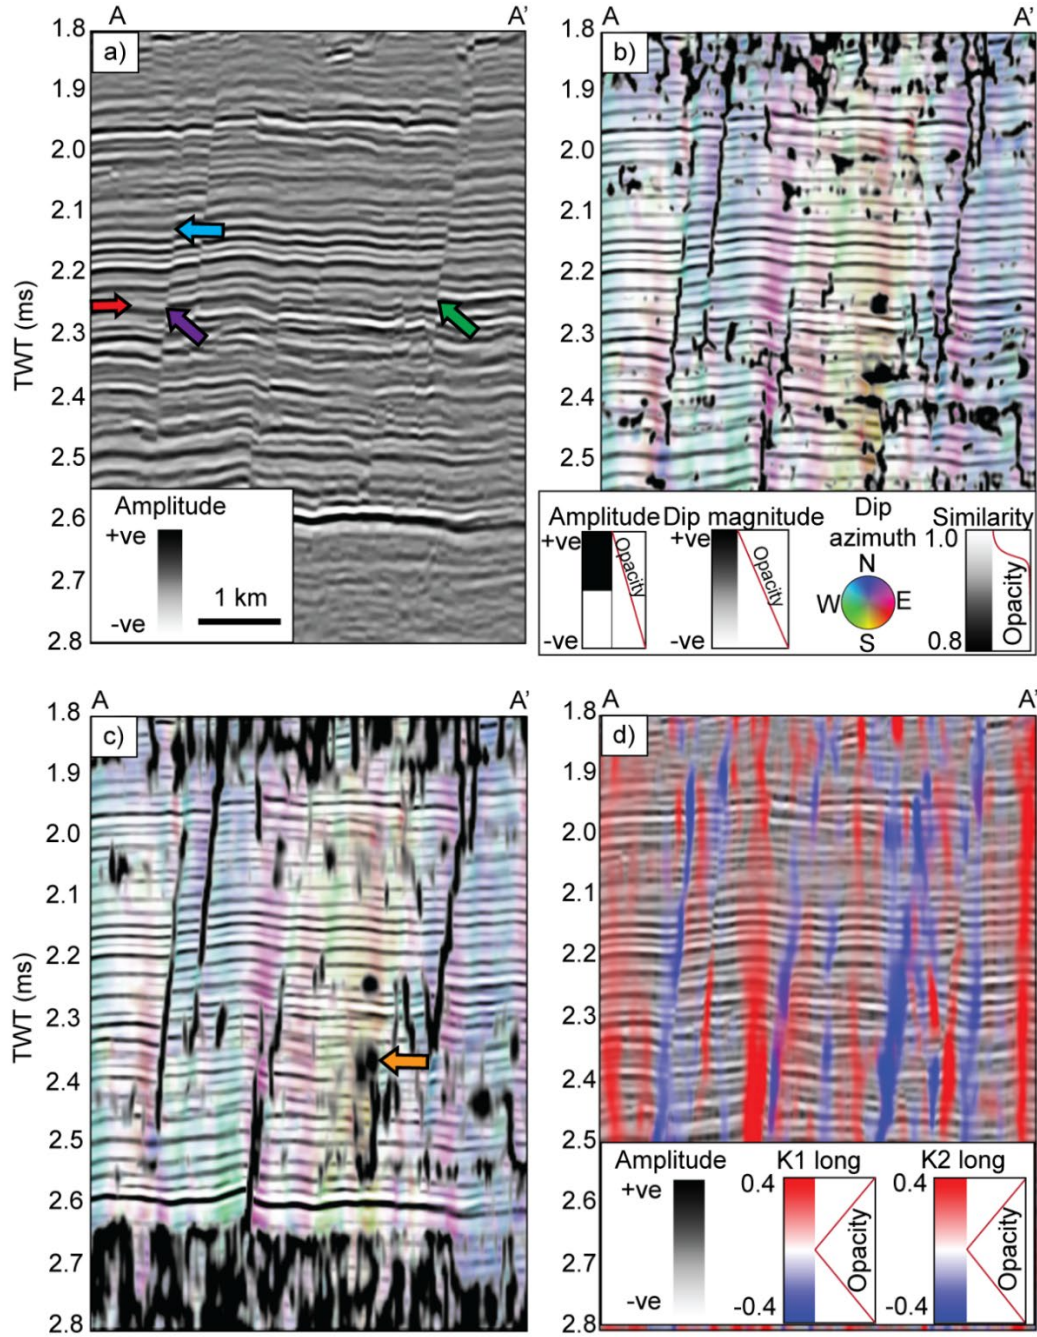 A A’
1.8
a)
1.9
2.0
2.1
2.2
2.3
2.4
2.5
2.6
2.7
2.8
TWT (ms)
Amplitude
+ve
-ve
1 km
A A’
1.8
b)
1.9
2.0
2.1
2.2
2.3
2.4
2.5
Amplitude
+ve
-ve
Opacity
Dip magnitude
+ve
-ve
Opacity
Dip
azimuth
N
W E
S
Similarity
1.0
0.8
Opacity
A A’
1.8
c)
1.9
2.0
2.1
2.2
2.3
2.4
2.5
2.6
2.7
2.8
TWT (ms)
A A’
1.8
d)
1.9
2.0
2.1
2.2
2.3
2.4
2.5
2.6
2.7
2.8
Amplitude
+ve
-ve
K1 long
0.4
-0.4
Opacity
K2 long
0.4
-0.4
Opacity